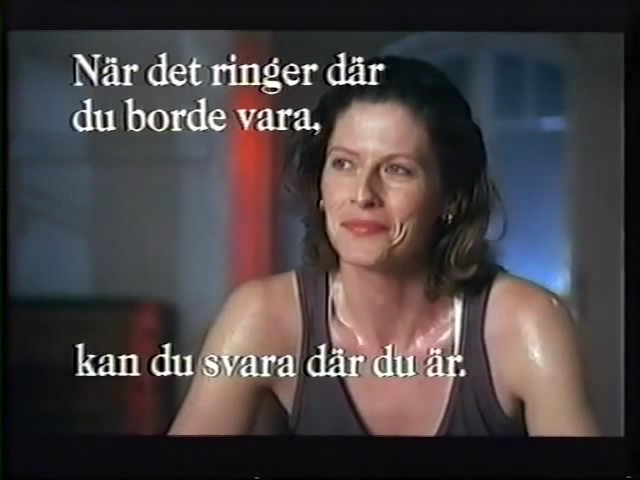 När det ringer där
du borde vara,
kan du svara där du är.